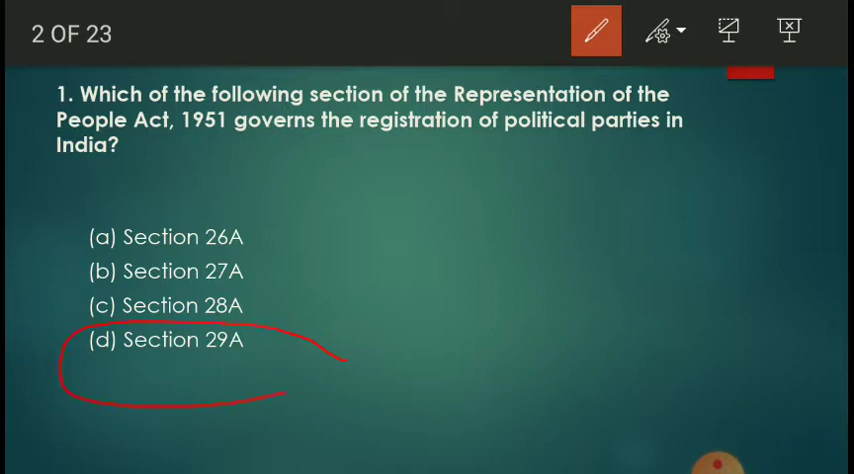 2 OF 23
1. Which of the following section of the Representation of the
People Act, 1951 governs the registration of political parties in
India?
(a) Section 26A
(b) Section 27A
(c) Section 28A
(d) Section 29A